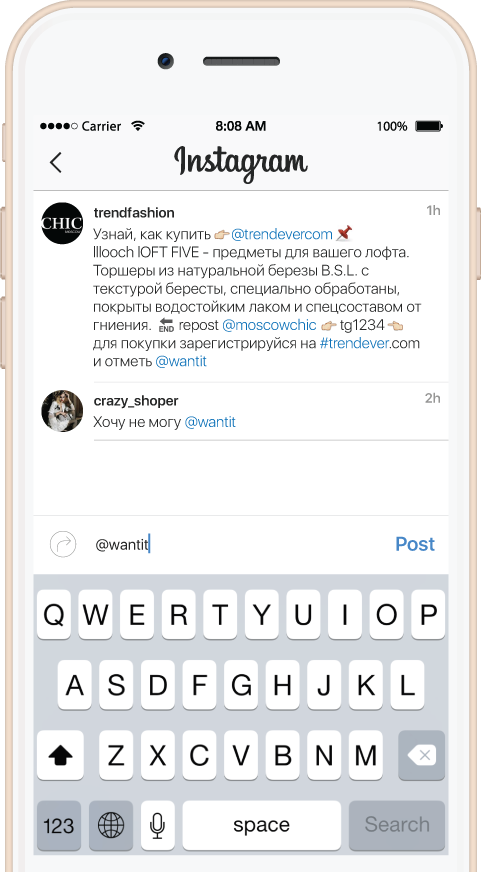 Carrier 8:08 AM 100%
Instagram
CHIC
MOSCOW
trendfashion 1h
Узнай, как купить 👉@trendevercom 📌
lllooch lOFT FIVE - предметы для вашего лофта.
Торшеры из натуральной березы B.S.L. с
текстурой бересты, специально обработаны,
покрыты водостойким лаком и спецсоставом от
гниения. 🔚 repost @moscowchic 👉tg1234👈
для покупки зарегистрируйся на #trendever.com
и отметь @wantit
crazy_shoper 2h
Хочу не могу @wantit
@wantit Post
Q W E R T Y U I O P
A S D F G H J K L
Z X C V B N M
123 space Search